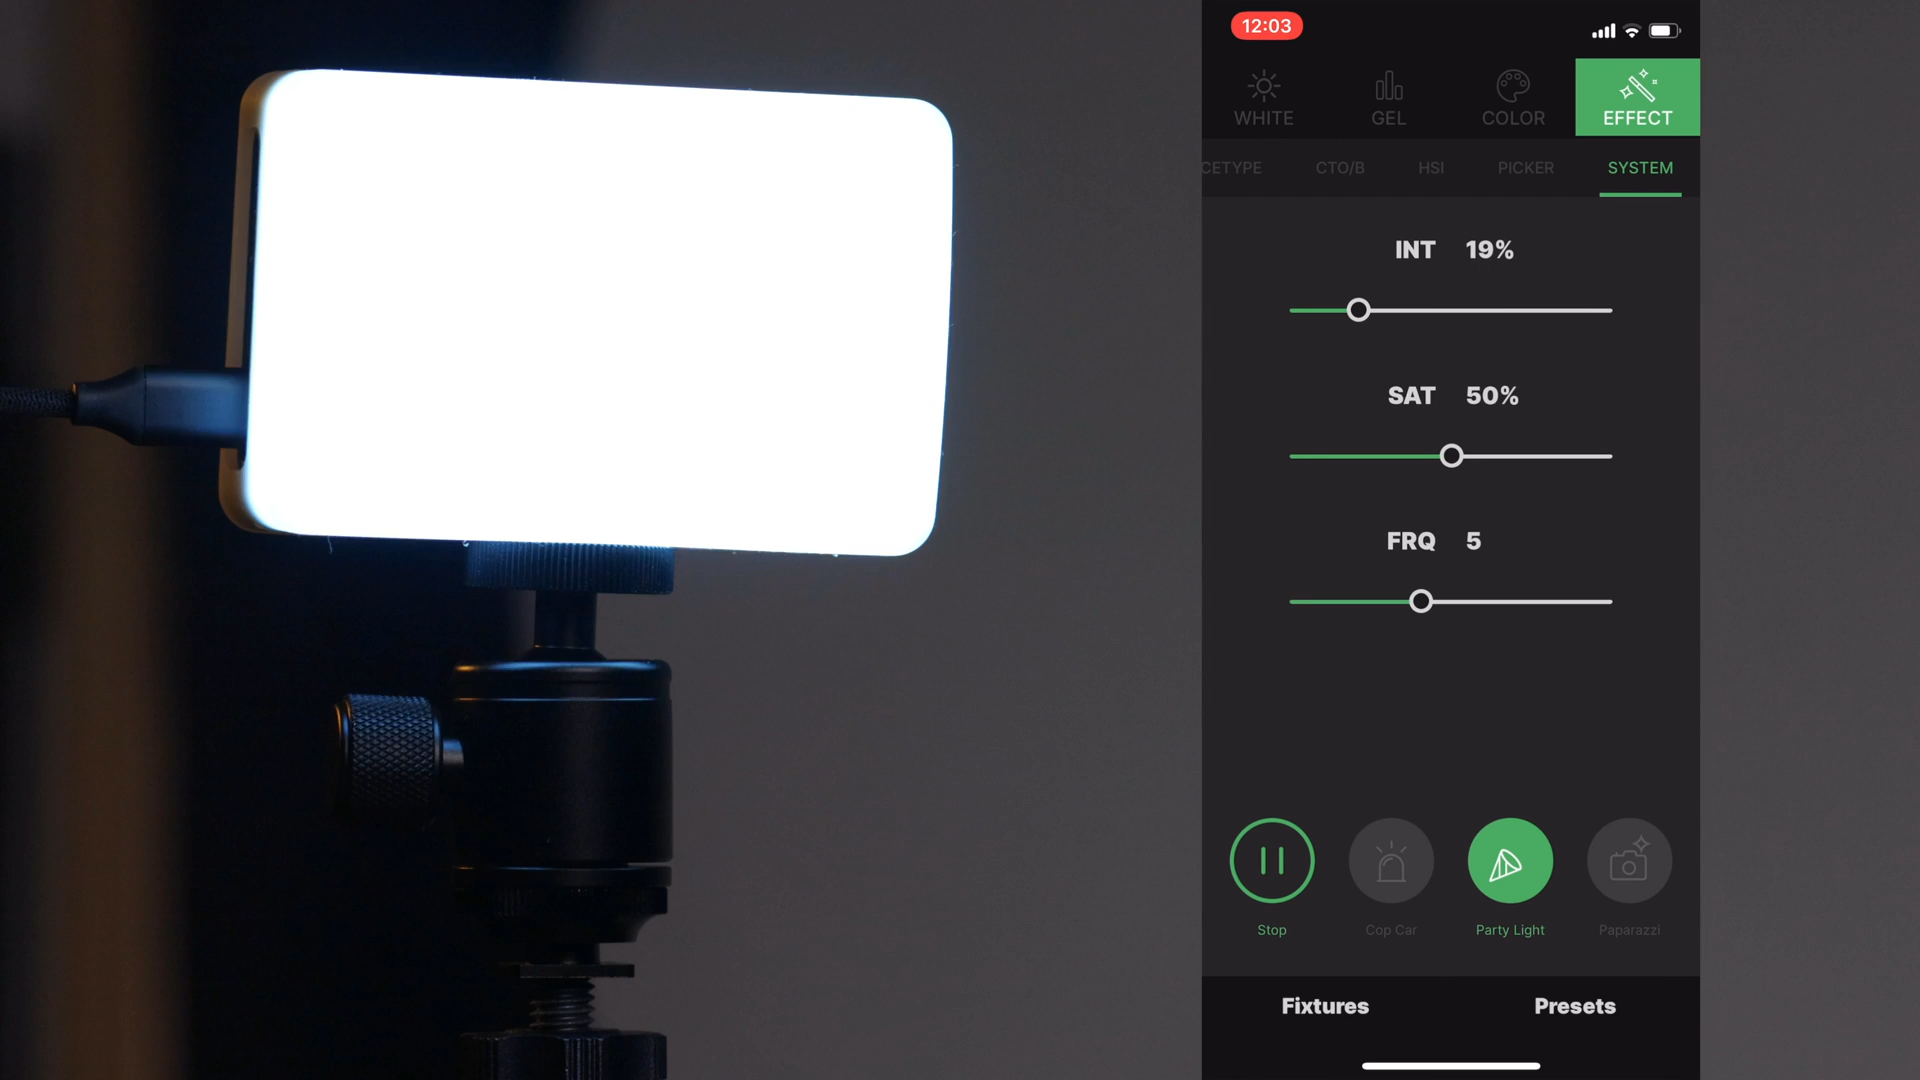 12:03
WHITE GEL COLOR EFFECT
CETYPE CTO/B HSI PICKER SYSTEM
INT 19%
SAT 50%
FRQ 5
Stop Cop Car Party Light Paparazzi
Fixtures Presets